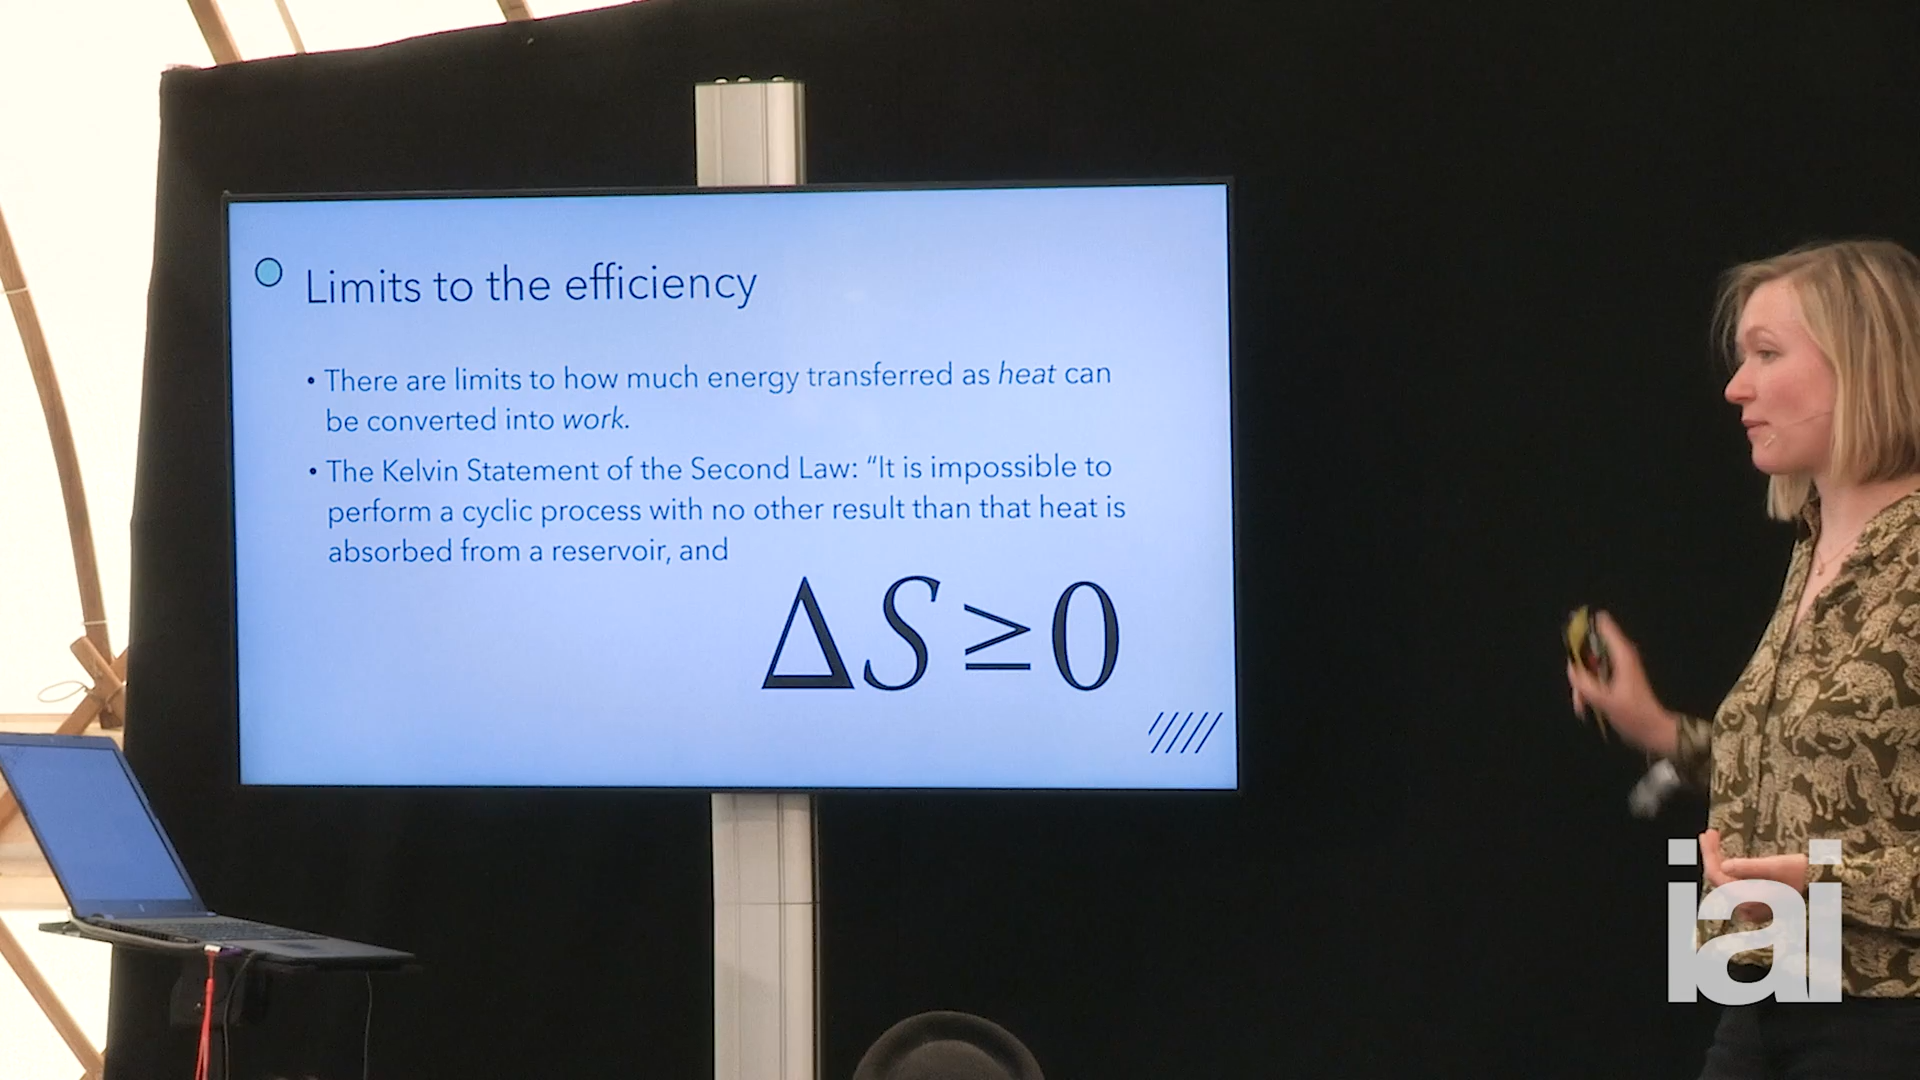 Limits to the efficiency
• There are limits to how much energy transferred as heat can
be converted into work.
• The Kelvin Statement of the Second Law: “It is impossible to
perform a cyclic process with no other result than that heat is
absorbed from a reservoir, and
ΔS≥0
iai